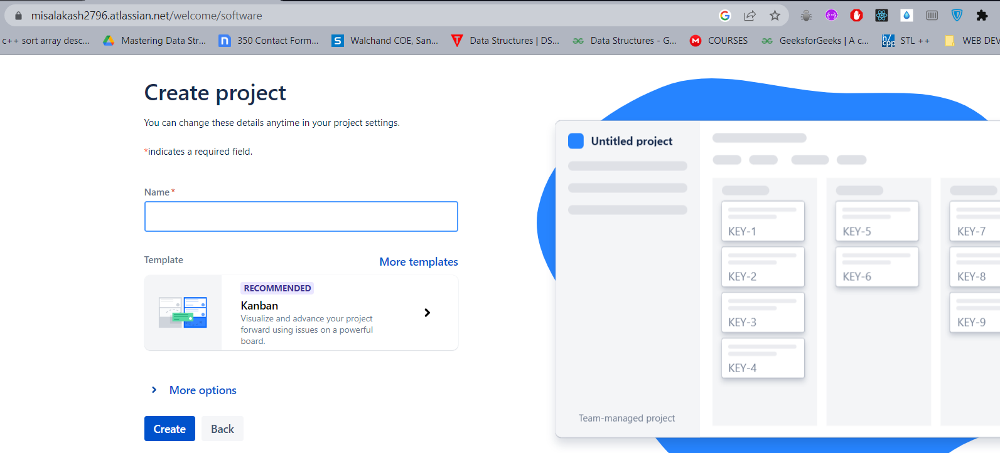 misalakash2796.atlassian.net/welcome/software
c++ sort array desc... Mastering Data Str... 350 Contact Form... Walchand COE, San... Data Structures | DS... Data Structures - G... COURSES GeeksforGeeks | A c... STL ++ WEB DEV
Create project
You can change these details anytime in your project settings.
*indicates a required field.
Name *
Template
More templates
RECOMMENDED
Kanban
Visualize and advance your project
forward using issues on a powerful
board.
More options
Create Back
Untitled project
KEY-1 KEY-5 KEY-7
KEY-2 KEY-6 KEY-8
KEY-3 KEY-9
KEY-4
Team-managed project